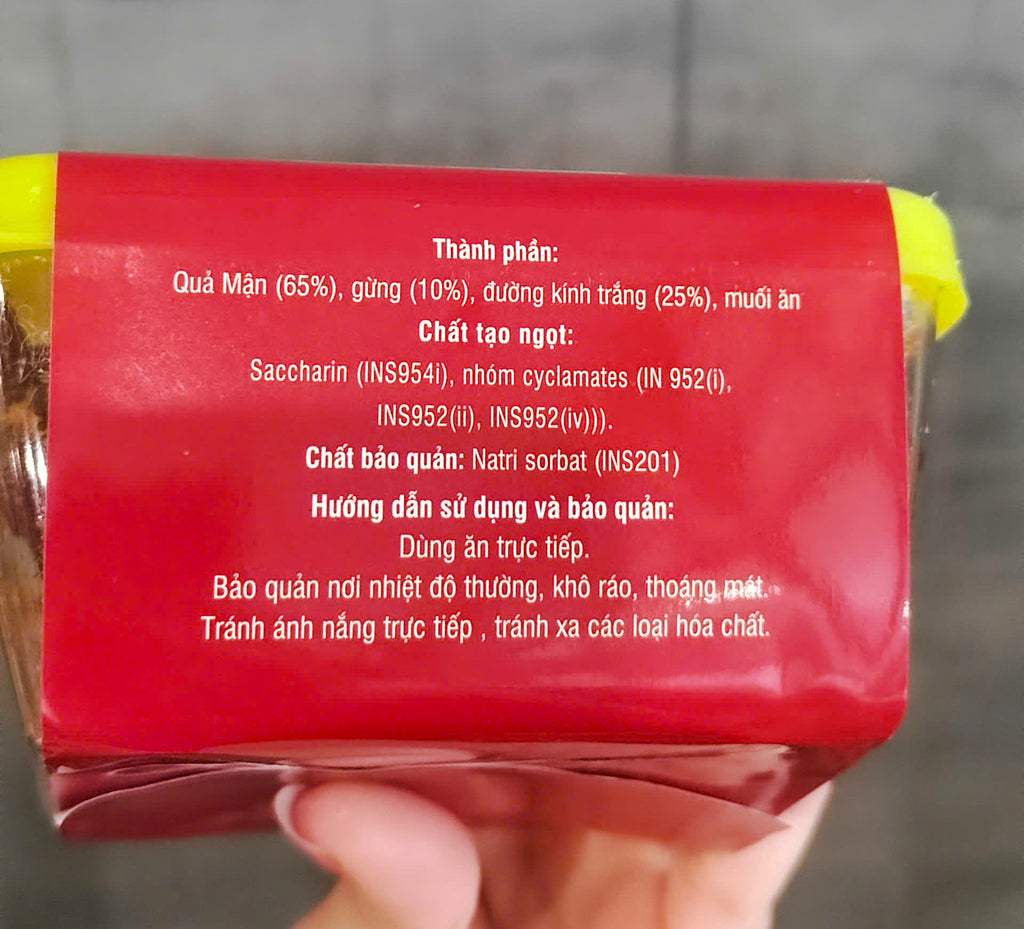 Thành phần:
Quả Mận (65%), gừng (10%), đường kính trắng (25%), muối ăn
Chất tạo ngọt:
Saccharin (INS954i), nhóm cyclamates (IN 952(i),
INS952(ii), INS952(iv))).
Chất bảo quản: Natri sorbat (INS201)
Hướng dẫn sử dụng và bảo quản:
Dùng ăn trực tiếp.
Bảo quản nơi nhiệt độ thường, khô ráo, thoáng mát.
Tránh ánh nắng trực tiếp , tránh xa các loại hóa chất.